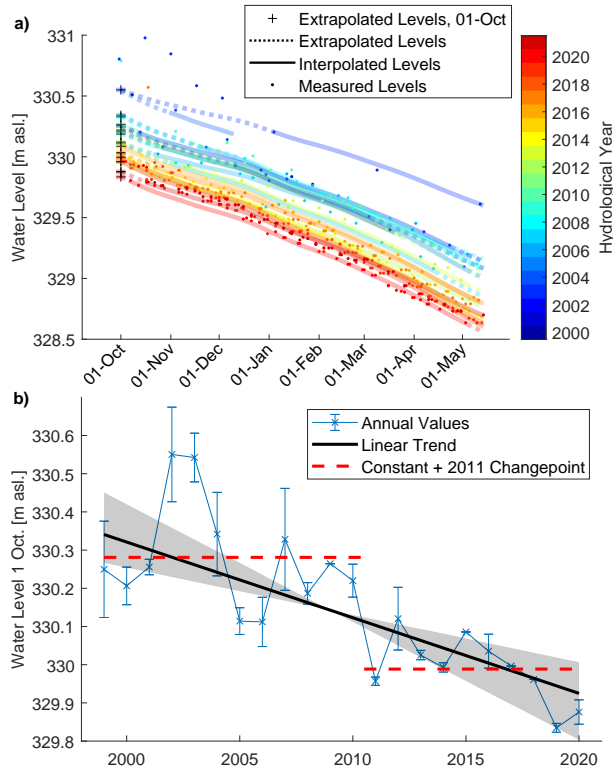 a)
Extrapolated Levels, 01-Oct
Extrapolated Levels
Interpolated Levels
Measured Levels
Water Level [m asl.]
331
330.5
330
329.5
329
328.5
01-Oct
01-Nov
01-Dec
01-Jan
01-Feb
01-Mar
01-Apr
01-May
2020
2018
2016
2014
2012
2010
2008
2006
2004
2002
2000
Hydrological Year
b)
Annual Values
Linear Trend
Constant + 2011 Changepoint
Water Level 1 Oct. [m asl.]
330.6
330.5
330.4
330.3
330.2
330.1
330
329.9
329.8
2000
2005
2010
2015
2020